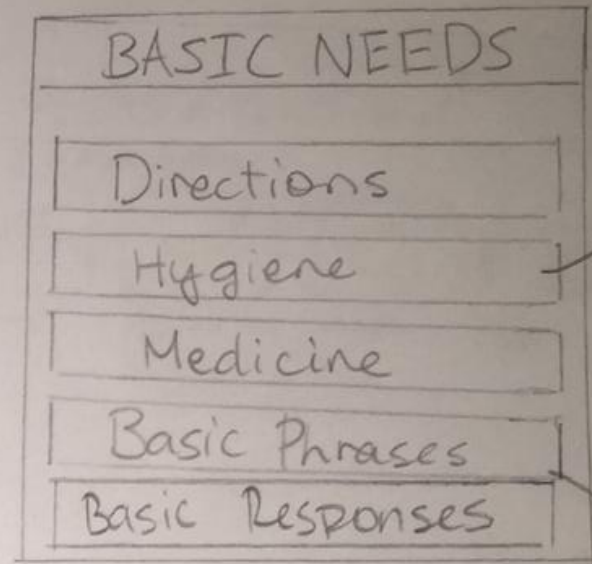 BASIC NEEDS
Directions
Hygiene
Medicine
Basic Phrases
Basic Responses